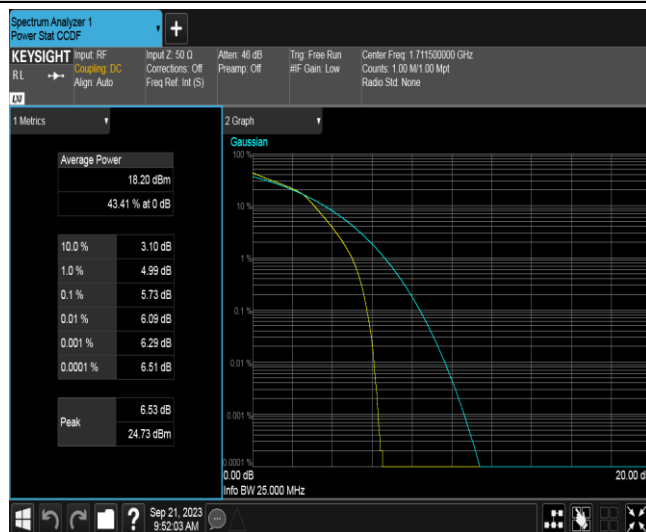 Spectrum Analyzer 1
Power Stat CCDF
KEYSIGHT
RL
Input: RF
Coupling: DC
Align: Auto
Input Z: 50 Ω
Corrections: Off
Freq Ref: Int (S)
Atten: 46 dB
Preamp: Off
Trig: Free Run
#IF Gain: Low
Center Freq: 1.711500000 GHz
Counts: 1.00 M/1.00 Mpt
Radio Std: None
LXI
1 Metrics
Average Power
18.20 dBm
43.41 % at 0 dB
10.0 % 3.10 dB
1.0 % 4.99 dB
0.1 % 5.73 dB
0.01 % 6.09 dB
0.001 % 6.29 dB
0.0001 % 6.51 dB
Peak
6.53 dB
24.73 dBm
2 Graph
Gaussian
100 %
10 %
1 %
0.1 %
0.01 %
0.001 %
0.0001 %
0.00 dB
20.00 d
Info BW 25.000 MHz
?
Sep 21, 2023
9:52:03 AM